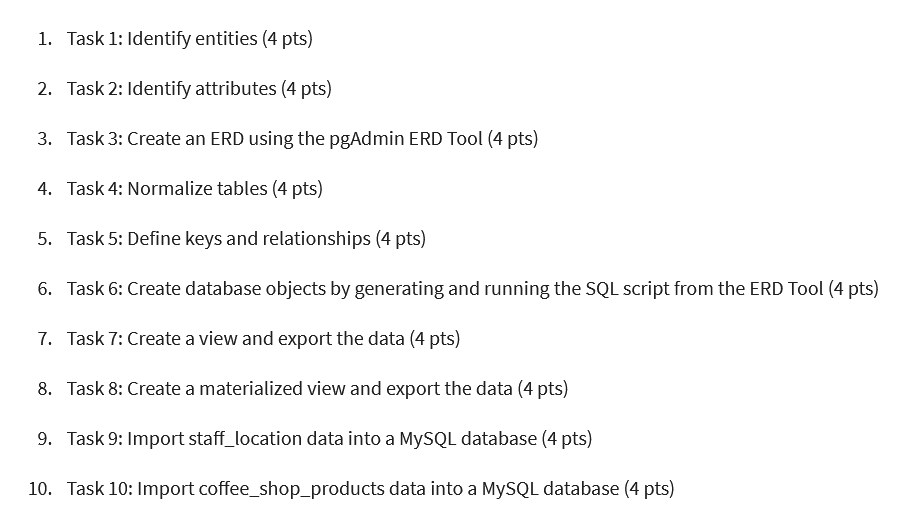 1. Task 1: Identify entities (4 pts)
2. Task 2: Identify attributes (4 pts)
3. Task 3: Create an ERD using the pgAdmin ERD Tool (4 pts)
4. Task 4: Normalize tables (4 pts)
5. Task 5: Define keys and relationships (4 pts)
6. Task 6: Create database objects by generating and running the SQL script from the ERD Tool (4 pts)
7. Task 7: Create a view and export the data (4 pts)
8. Task 8: Create a materialized view and export the data (4 pts)
9. Task 9: Import staff_location data into a MySQL database (4 pts)
10. Task 10: Import coffee_shop_products data into a MySQL database (4 pts)